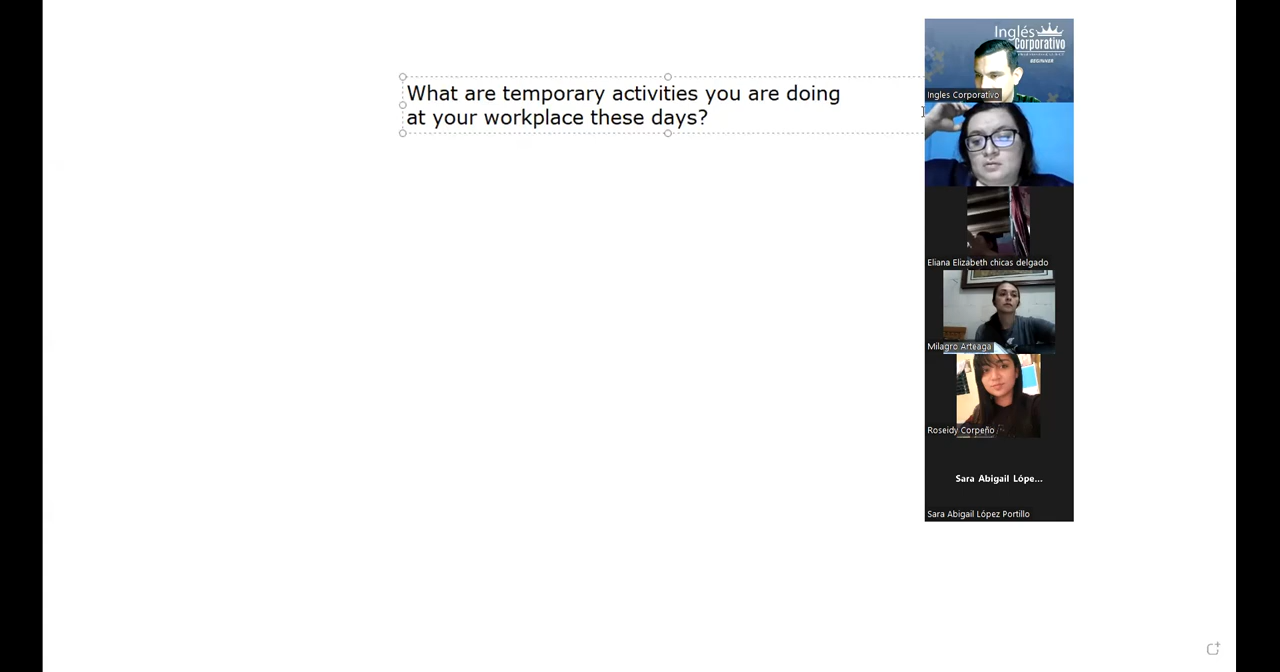 What are temporary activities you are doing
at your workplace these days?
Inglés
Corporativo
BEGINNER
Ingles Corporativo
Eliana Elizabeth chicas delgado
Milagro Arteaga
Roseidy Corpeño
Sara Abigail Lópe...
Sara Abigail López Portillo